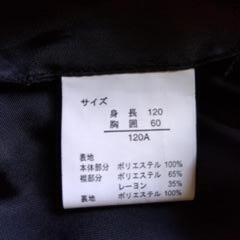 サイズ
身長 120
胸囲 60
120A
表地
本体部分 ポリエステル 100%
裾部分 ポリエステル 65%
レーヨン 35%
裏地 ポリエステル 100%